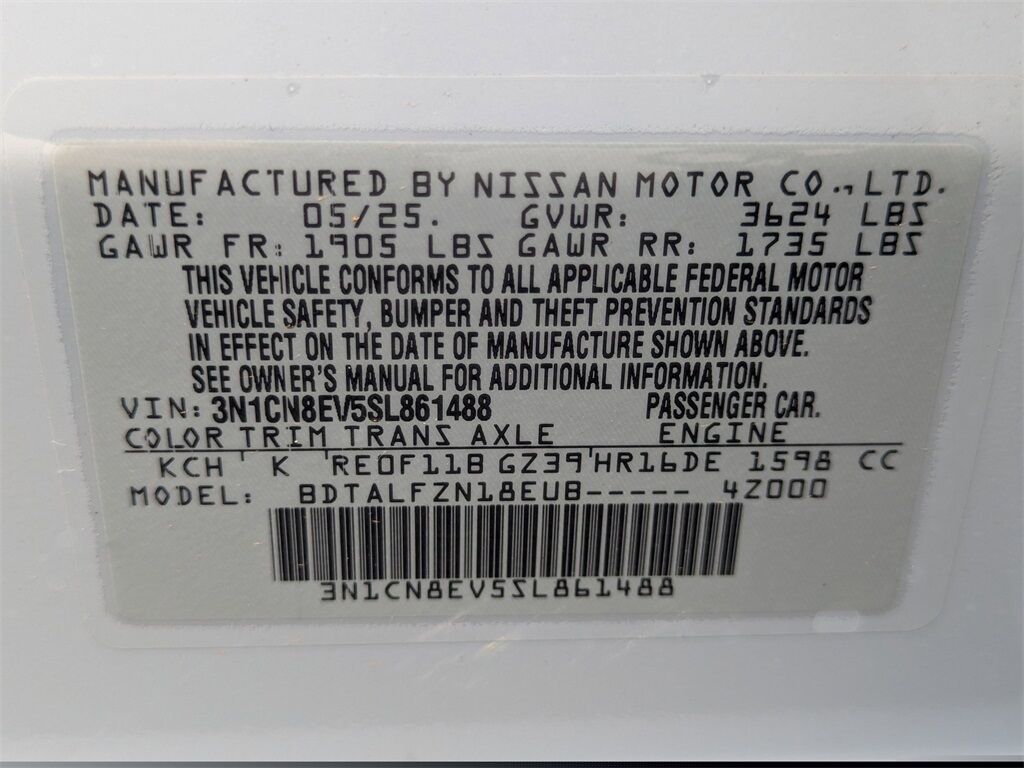 MANUFACTURED BY NISSAN MOTOR CO., LTD.
DATE: 05/25. GVWR: 3624 LBS
GAWR FR: 1905 LBS GAWR RR: 1735 LBS
THIS VEHICLE CONFORMS TO ALL APPLICABLE FEDERAL MOTOR
VEHICLE SAFETY, BUMPER AND THEFT PREVENTION STANDARDS
IN EFFECT ON THE DATE OF MANUFACTURE SHOWN ABOVE.
SEE OWNER'S MANUAL FOR ADDITIONAL INFORMATION.
VIN: 3N1CN8EV5SL861488 PASSENGER CAR.
COLOR TRIM TRANS AXLE ENGINE
KCH ' K ' RE0F11B GZ39 ' HR16DE 1598 CC
MODEL: BDTALFZN18EUB----- 4Z000
3N1CN8EV5SL861488